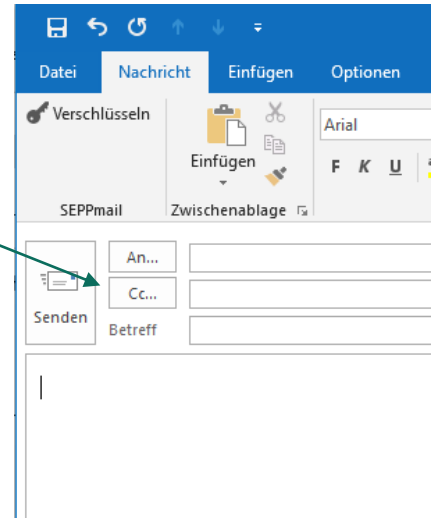 Datei Nachricht Einfügen Optionen
Verschlüsseln
Einfügen
Arial
F K U
SEPPmail Zwischenablage
An...
Cc...
Senden
Betreff